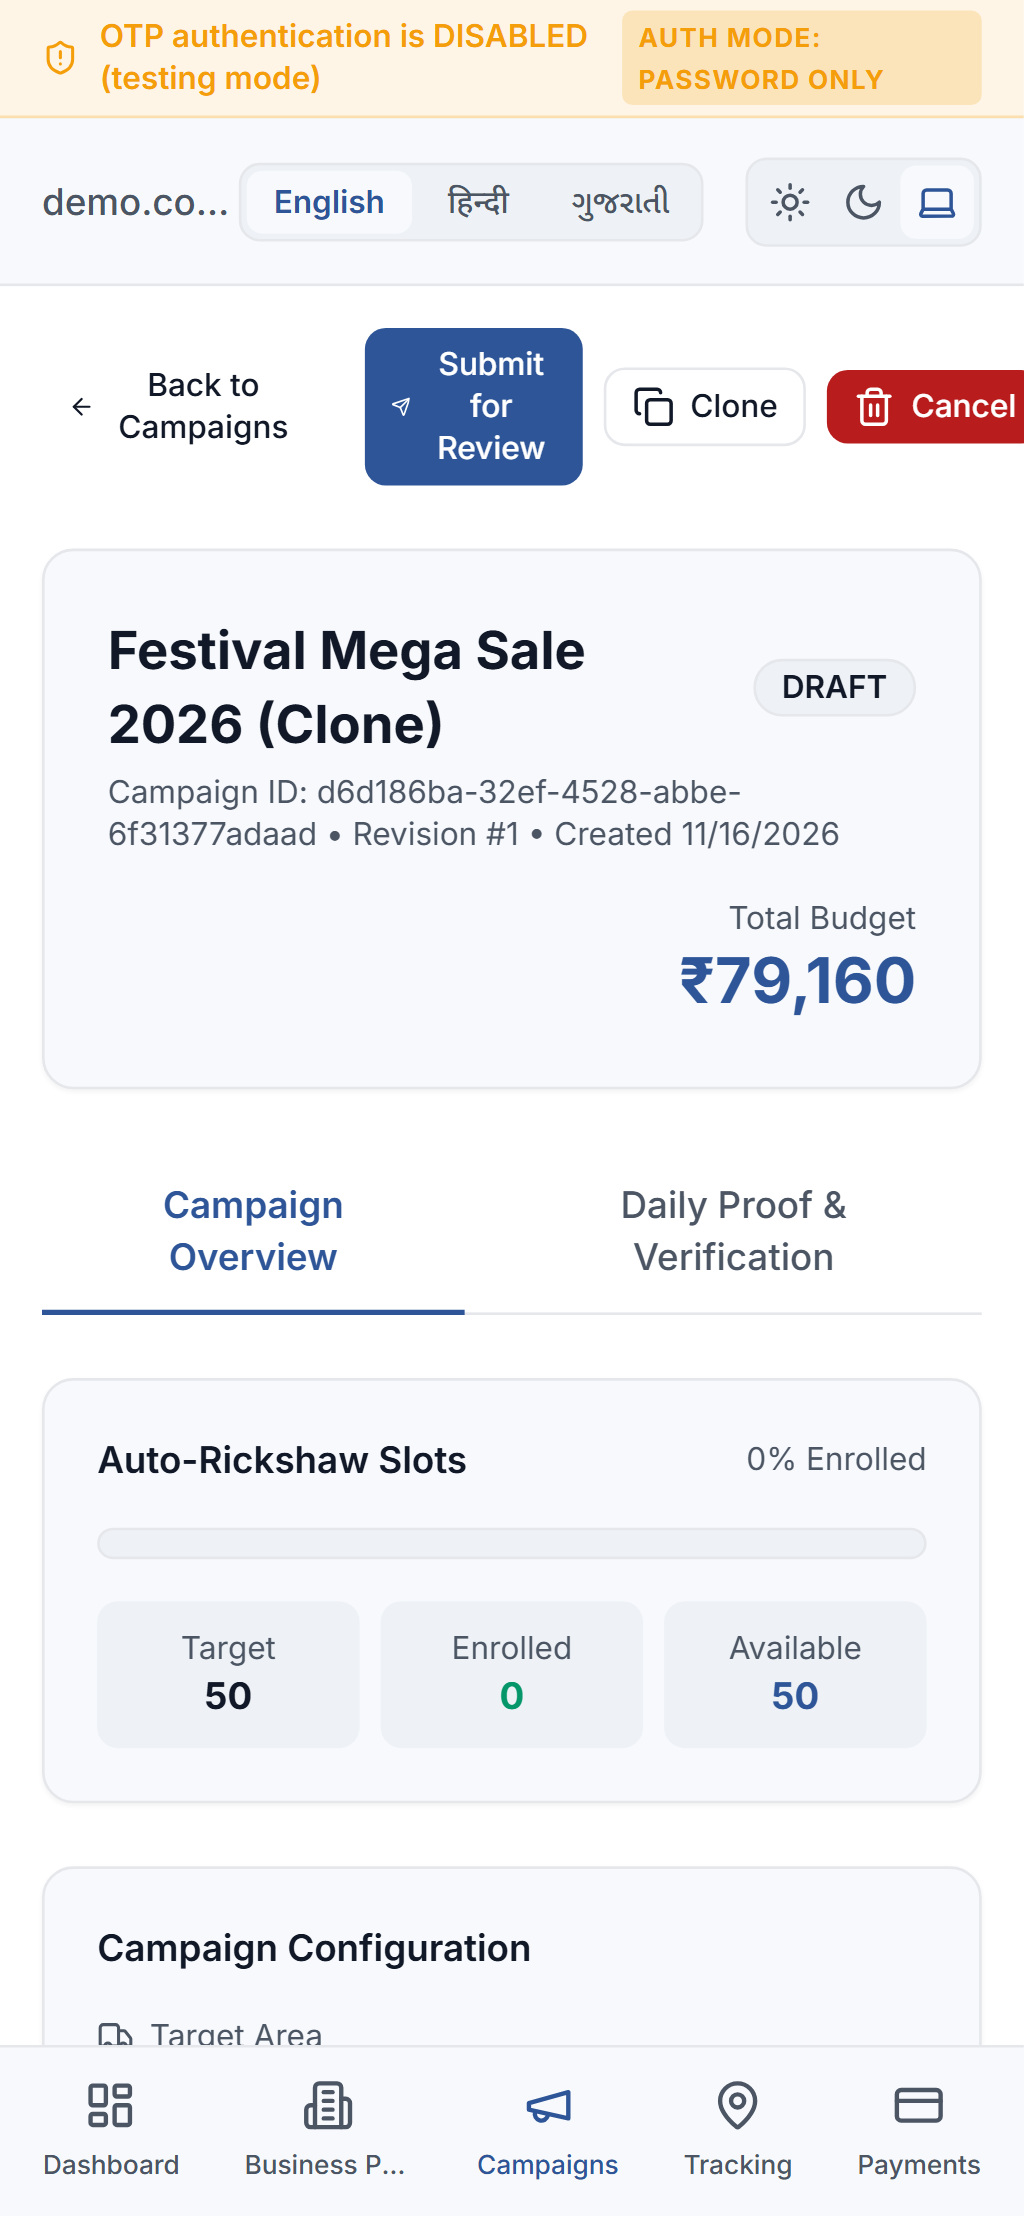 OTP authentication is DISABLED
(testing mode)
AUTH MODE:
PASSWORD ONLY
demo.co...
English
हिन्दी
ગુજરાતી
Back to
Campaigns
Submit
for
Review
Clone
Cancel
Festival Mega Sale
2026 (Clone)
DRAFT
Campaign ID: d6d186ba-32ef-4528-abbe-
6f31377adaad • Revision #1 • Created 11/16/2026
Total Budget
₹79,160
Campaign
Overview
Daily Proof &
Verification
Auto-Rickshaw Slots
0% Enrolled
Target
50
Enrolled
0
Available
50
Campaign Configuration
Target Area
Dashboard
Business P...
Campaigns
Tracking
Payments